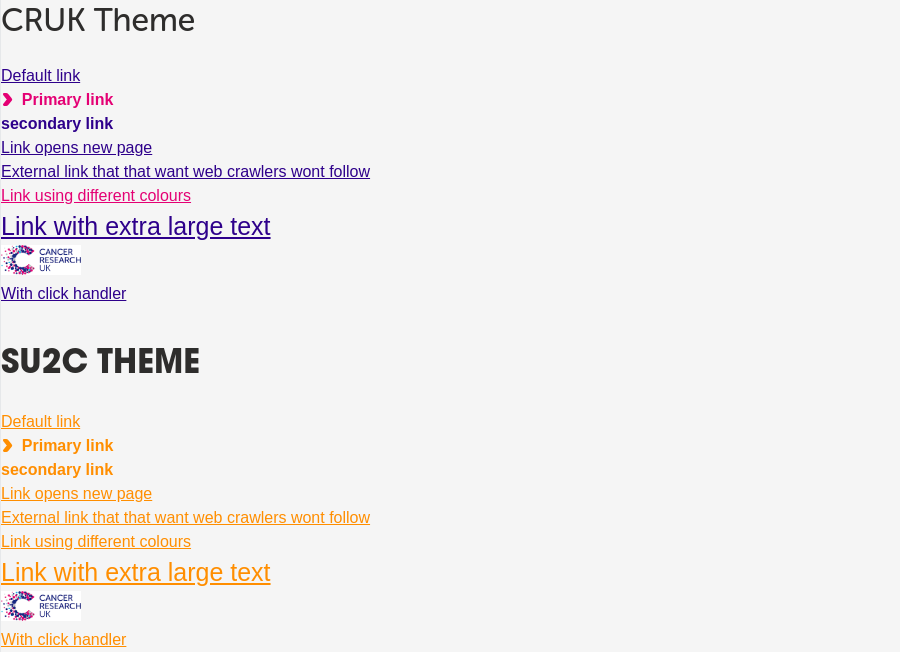 CRUK Theme
Default link
Primary link
secondary link
Link opens new page
External link that that want web crawlers wont follow
Link using different colours
Link with extra large text
CANCER
RESEARCH
UK
With click handler
SU2C THEME
Default link
Primary link
secondary link
Link opens new page
External link that that want web crawlers wont follow
Link using different colours
Link with extra large text
CANCER
RESEARCH
UK
With click handler